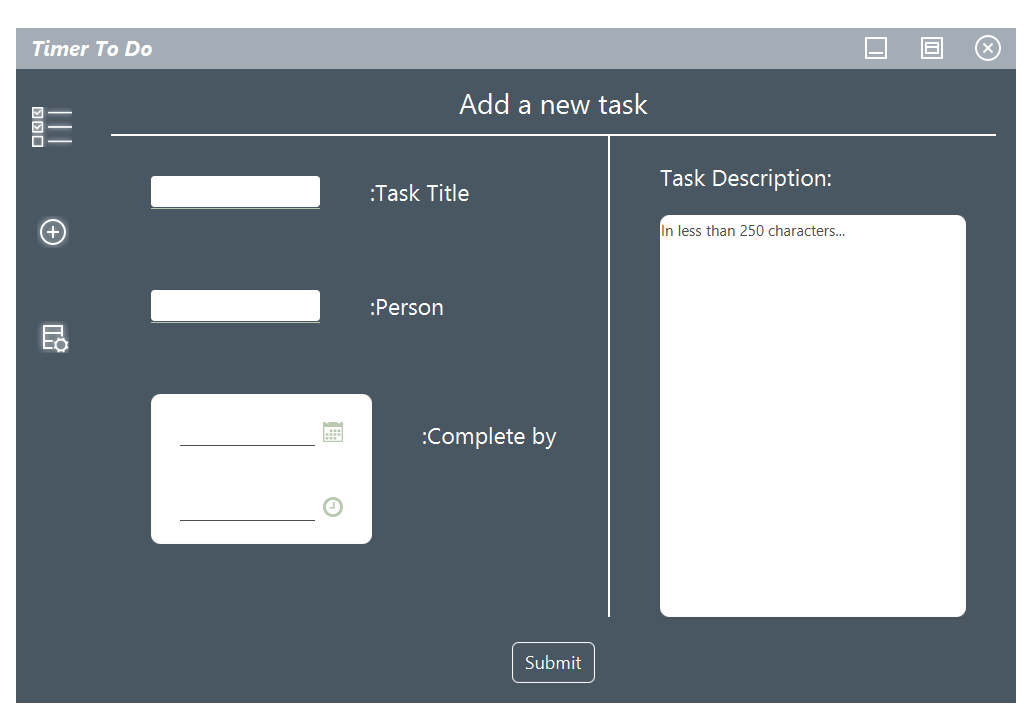 Timer To Do
Add a new task
:Task Title
:Person
:Complete by
Task Description:
In less than 250 characters...
Submit